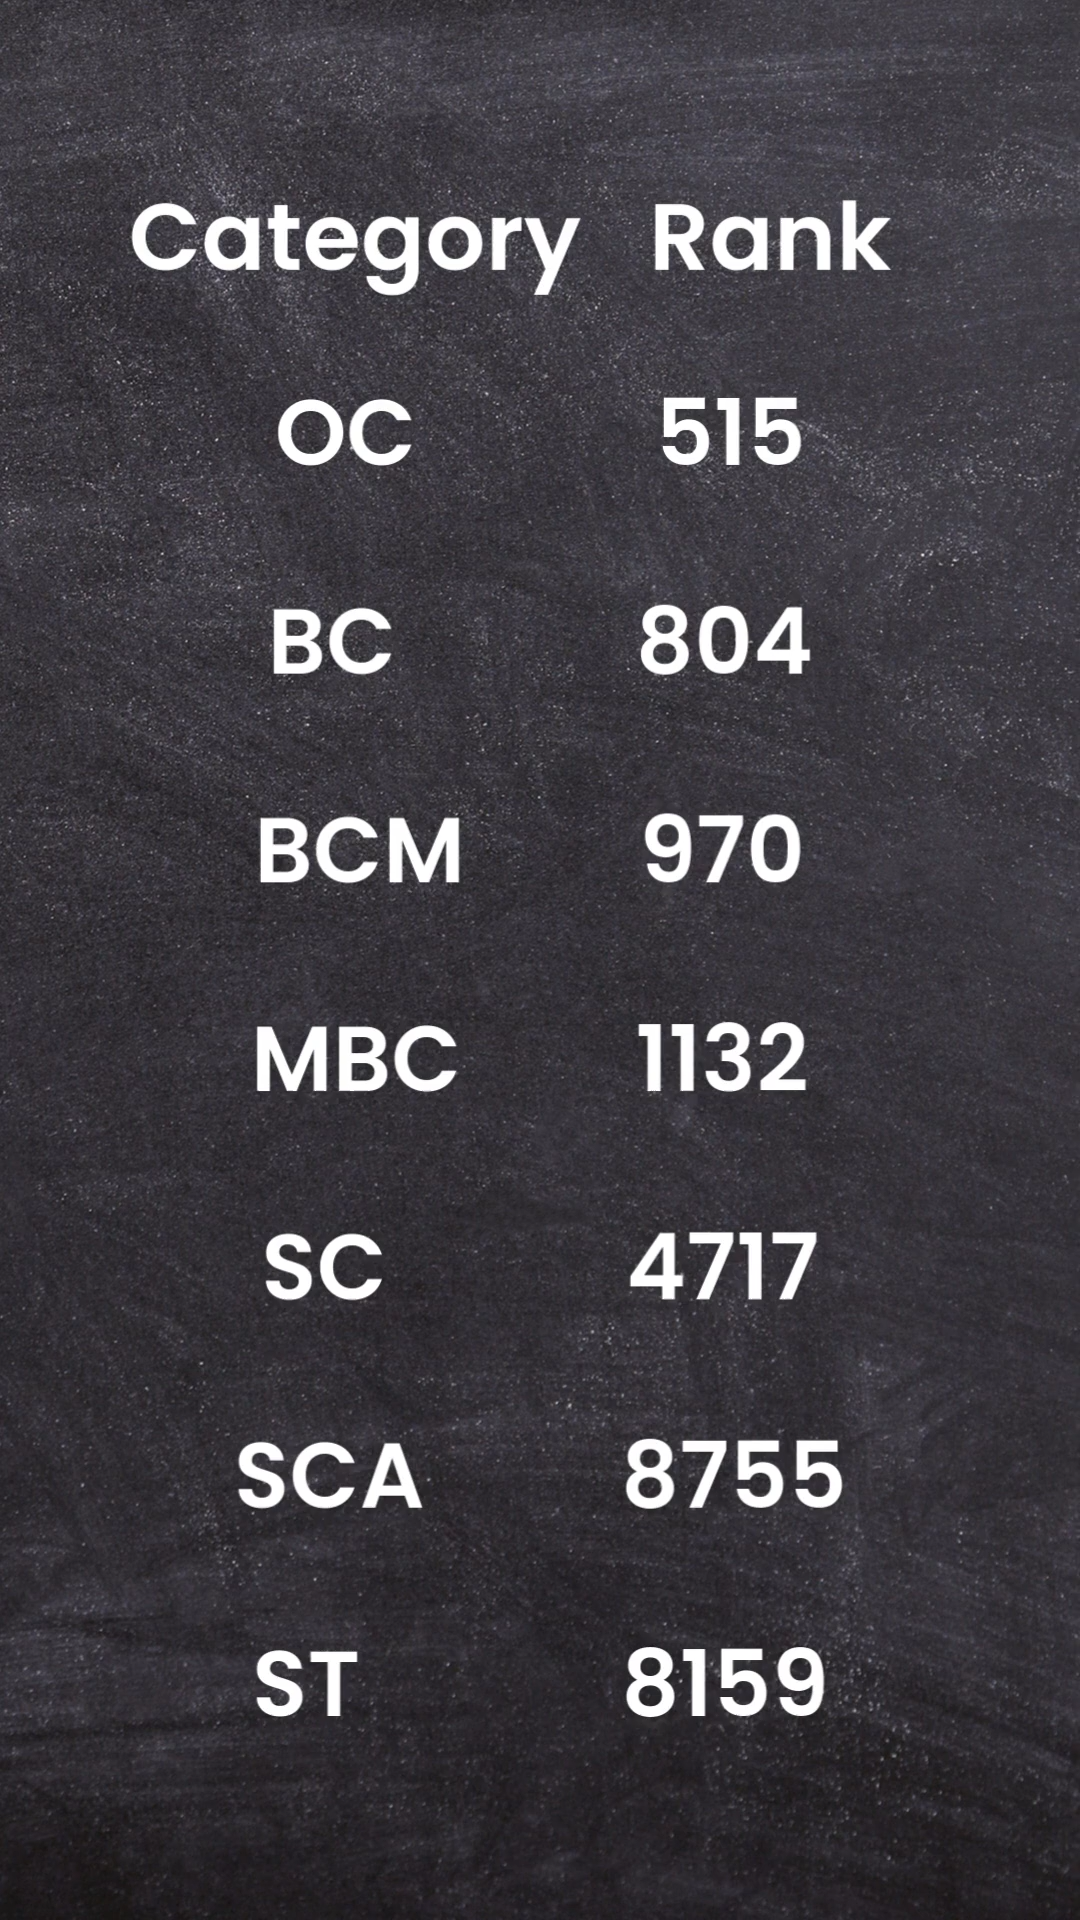 Category Rank
OC 515
BC 804
BCM 970
MBC 1132
SC 4717
SCA 8755
ST 8159